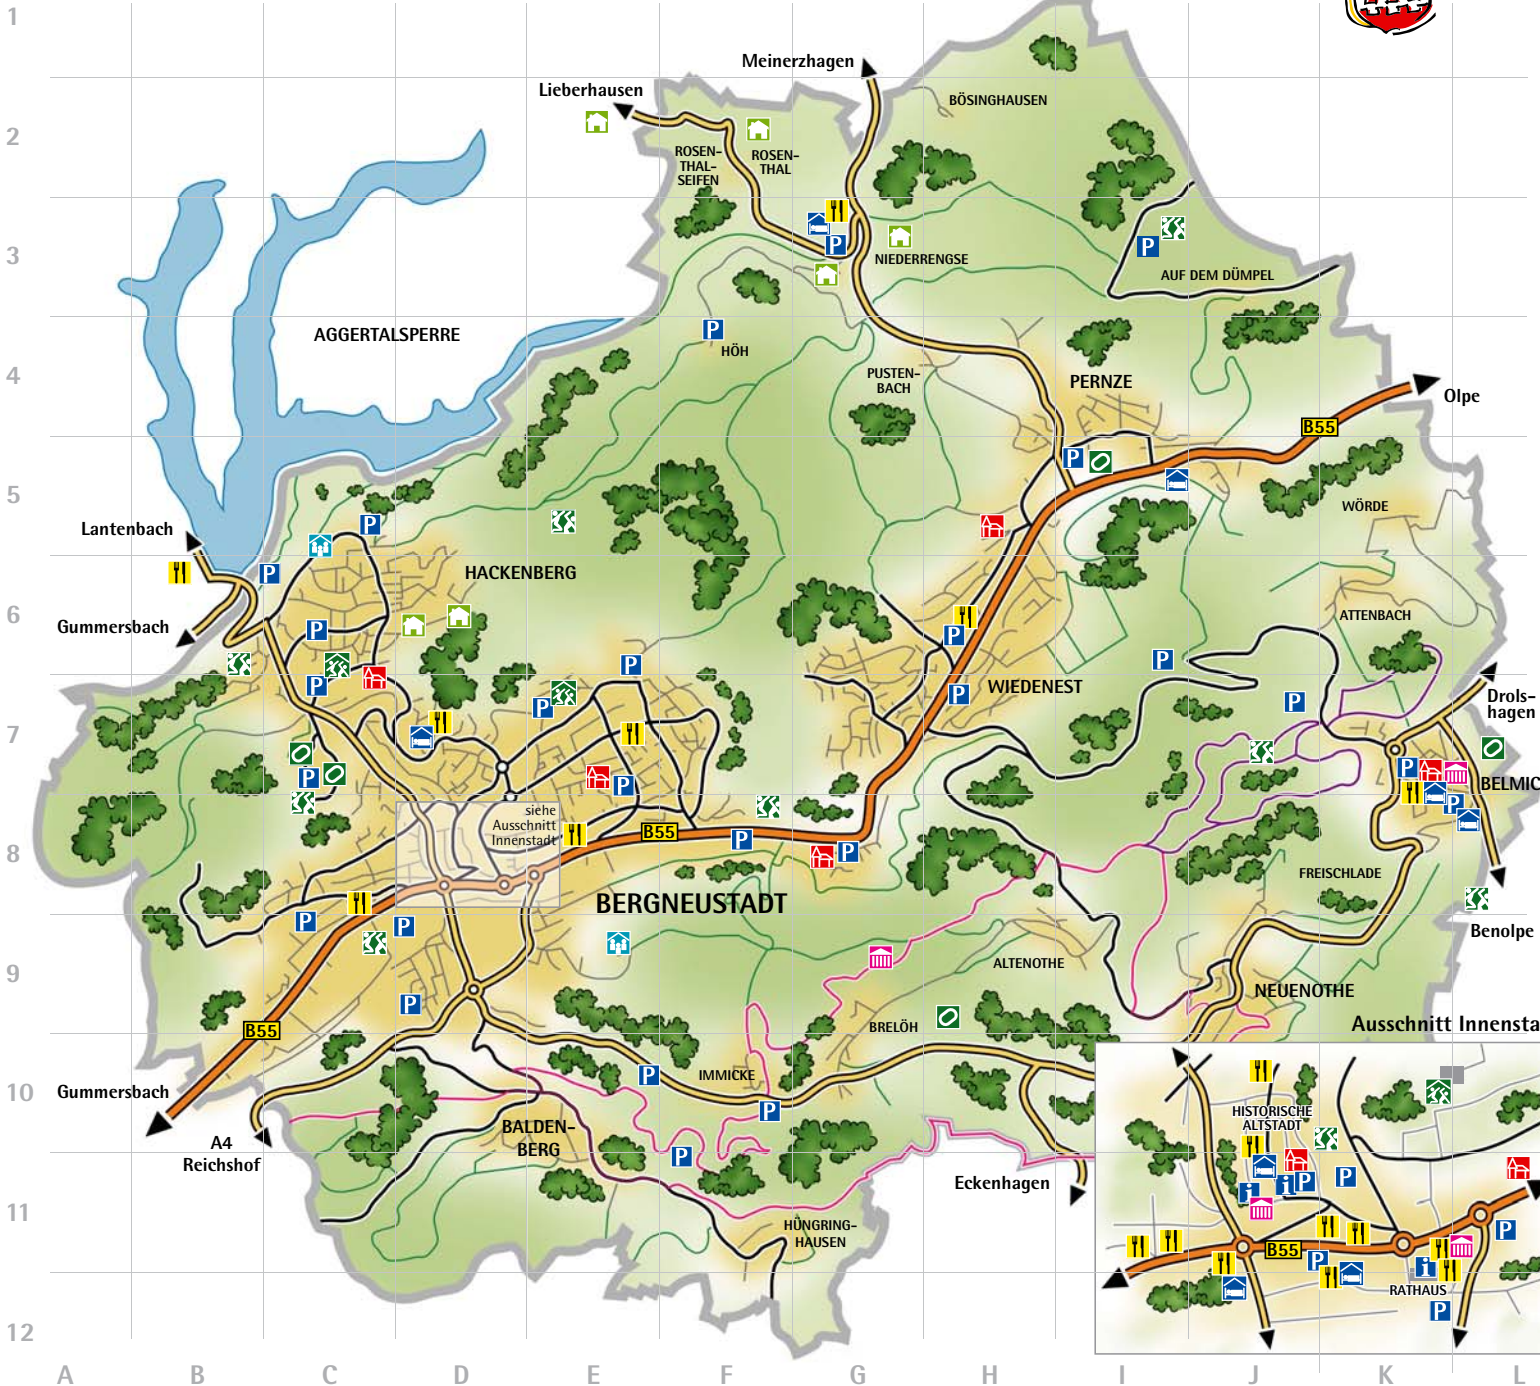 1
Meinerzhagen
Lieberhausen
BÖSINGHAUSEN
2
ROSEN-
THAL-
SEIFEN
ROSEN-
THAL
P
3
NIEDERRENGSE
P
AUF DEM DÜMPEL
AGGERTALSPERRE
P
HÖH
4
PUSTEN-
BACH
PERNZE
Olpe
B55
P
5
WÖRDE
Lantenbach
P
P
HACKENBERG
6
Gummersbach
P
ATTENBACH
P
P
P
P
WIEDENEST
P
P
P
Drols-
hagen
7
P
P
P
P
BELMIC
P
siehe
Ausschnitt
Innenstadt
B55
P
P
8
BERGNEUSTADT
FREISCHLADE
P
P
Benolpe
9
ALTENOTHE
NEUENOTHE
P
BRELÖH
B55
Ausschnitt Innensta
10
Gummersbach
P
IMMICKE
P
A4
Reichshof
BALDEN-
BERG
P
Eckenhagen
11
HÜNGRING-
HAUSEN
HISTORISCHE
ALTSTADT
i
i
P
P
P
B55
P
i
RATHAUS
P
12
A
B
C
D
E
F
G
H
I
J
K
L